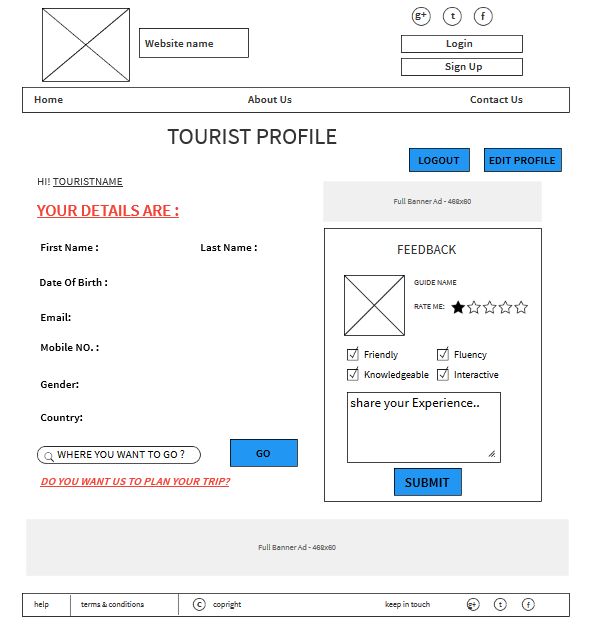 g+ t f
Website name
Login
Sign Up
Home About Us Contact Us
TOURIST PROFILE
LOGOUT EDIT PROFILE
HI! TOURISTNAME
YOUR DETAILS ARE :
First Name : Last Name :
Date Of Birth :
Email:
Mobile NO. :
Gender:
Country:
WHERE YOU WANT TO GO ? GO
DO YOU WANT US TO PLAN YOUR TRIP?
Full Banner Ad - 468x60
FEEDBACK
GUIDE NAME
RATE ME:
Friendly Fluency
Knowledgeable Interactive
share your Experience..
SUBMIT
Full Banner Ad - 468x60
help terms & conditions C copright keep in touch g+ t f